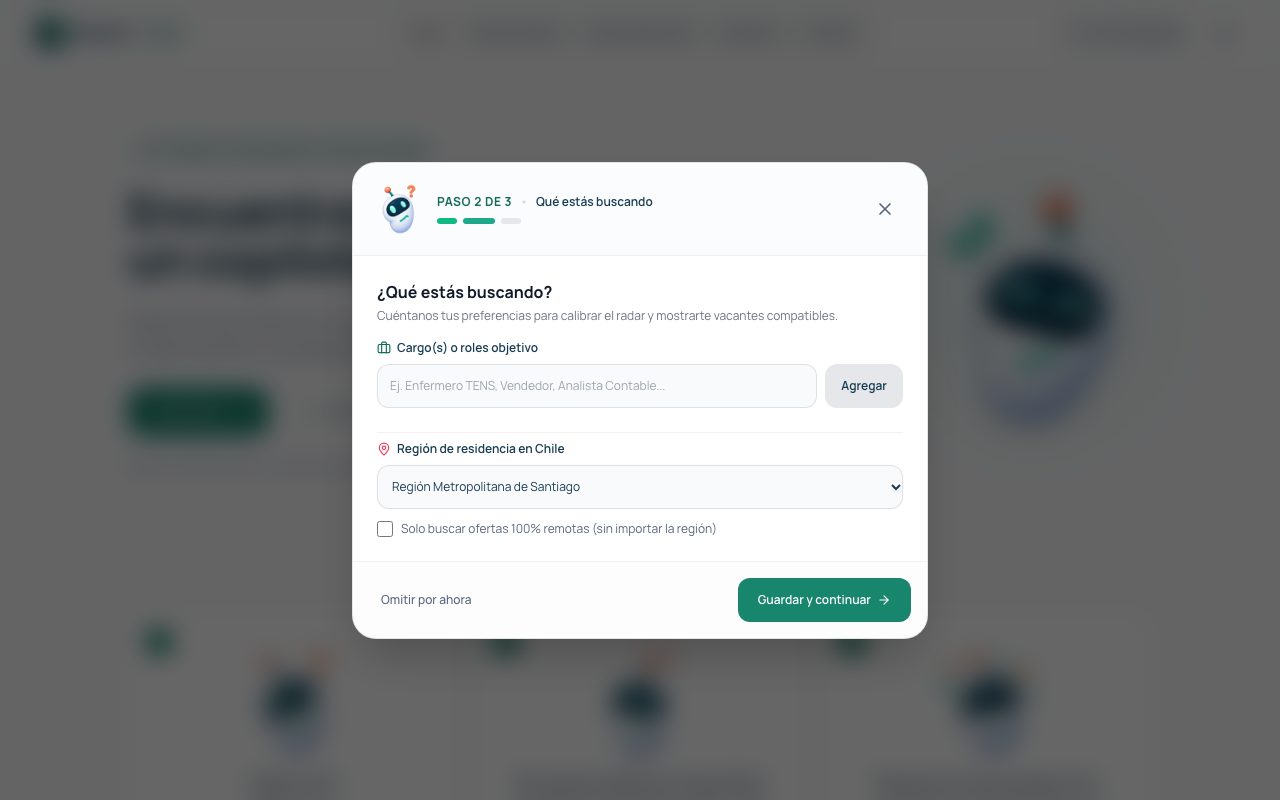 PASO 2 DE 3 • Qué estás buscando
¿Qué estás buscando?
Cuéntanos tus preferencias para calibrar el radar y mostrarte vacantes compatibles.
Cargo(s) o roles objetivo
Ej. Enfermero TENS, Vendedor, Analista Contable...
Agregar
Región de residencia en Chile
Región Metropolitana de Santiago
Solo buscar ofertas 100% remotas (sin importar la región)
Omitir por ahora
Guardar y continuar →